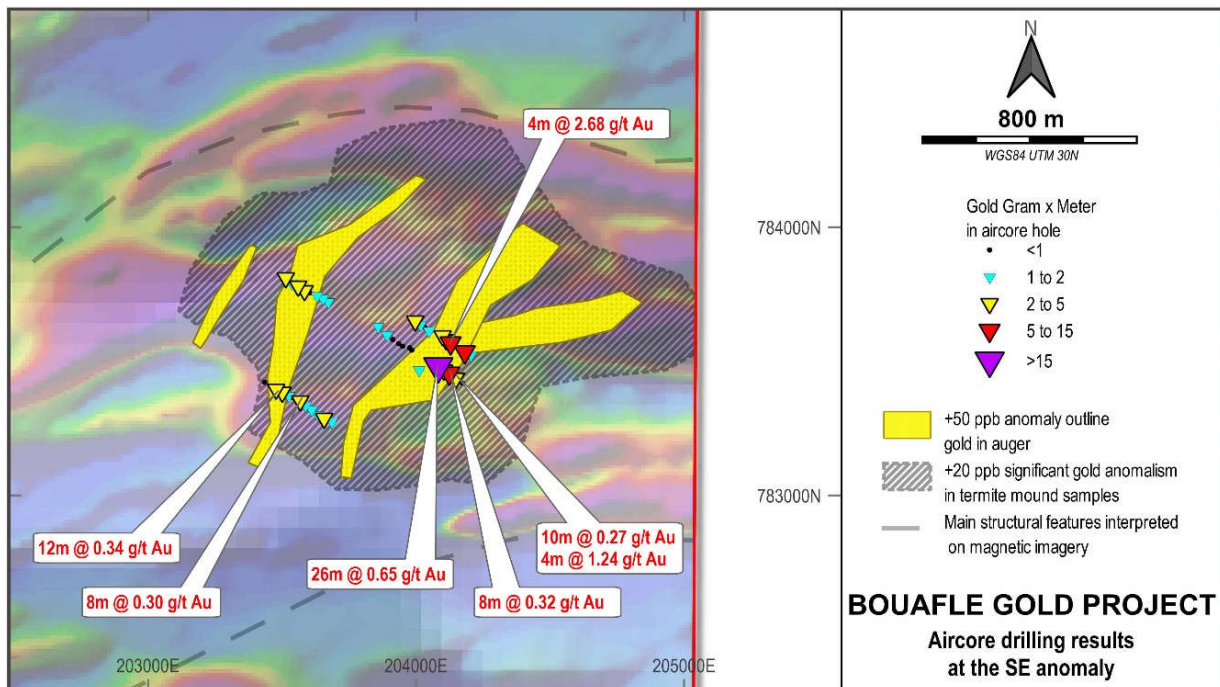 4m @ 2.68 g/t Au
12m @ 0.34 g/t Au
8m @ 0.30 g/t Au
26m @ 0.65 g/t Au
10m @ 0.27 g/t Au
4m @ 1.24 g/t Au
8m @ 0.32 g/t Au
203000E
204000E
205000E
784000N
783000N
N
800 m
WGS84 UTM 30N
Gold Gram x Meter
in aircore hole
<1
1 to 2
2 to 5
5 to 15
>15
+50 ppb anomaly outline
gold in auger
+20 ppb significant gold anomalism
in termite mound samples
Main structural features interpreted
on magnetic imagery
BOUAFLE GOLD PROJECT
Aircore drilling results
at the SE anomaly